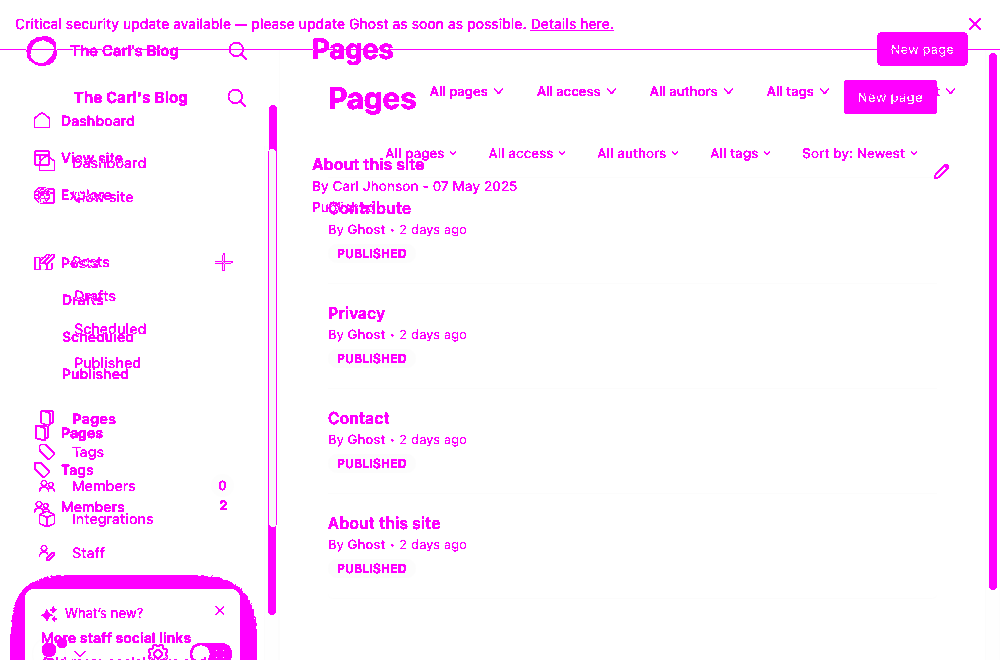 Critical security update available — please update Ghost as soon as possible. Details here.
The Carl's Blog
Pages
New page
The Carl's Blog
Pages
All pages
All access
All authors
All tags
New page
Dashboard
View site
Dashboard
Explore
View site
All pages
All access
All authors
All tags
Sort by: Newest
About this site
By Carl Jhonson - 07 May 2025
Published
Contribute
By Ghost • 2 days ago
PUBLISHED
Posts
Posts
Drafts
Drafts
Scheduled
Scheduled
Published
Published
Privacy
By Ghost • 2 days ago
PUBLISHED
Pages
Pages
Tags
Tags
Members 0
Members 2
Integrations
Staff
Contact
By Ghost • 2 days ago
PUBLISHED
About this site
By Ghost • 2 days ago
PUBLISHED
What's new?
More staff social links